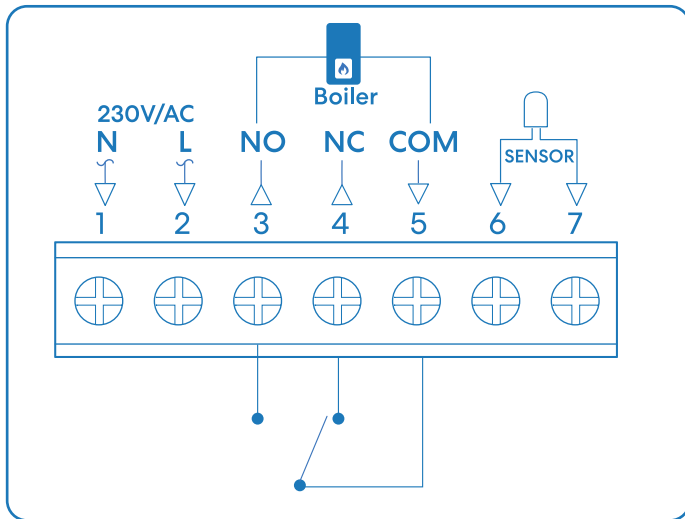 Boiler
230V/AC
N L NO NC COM
SENSOR
1 2 3 4 5 6 7